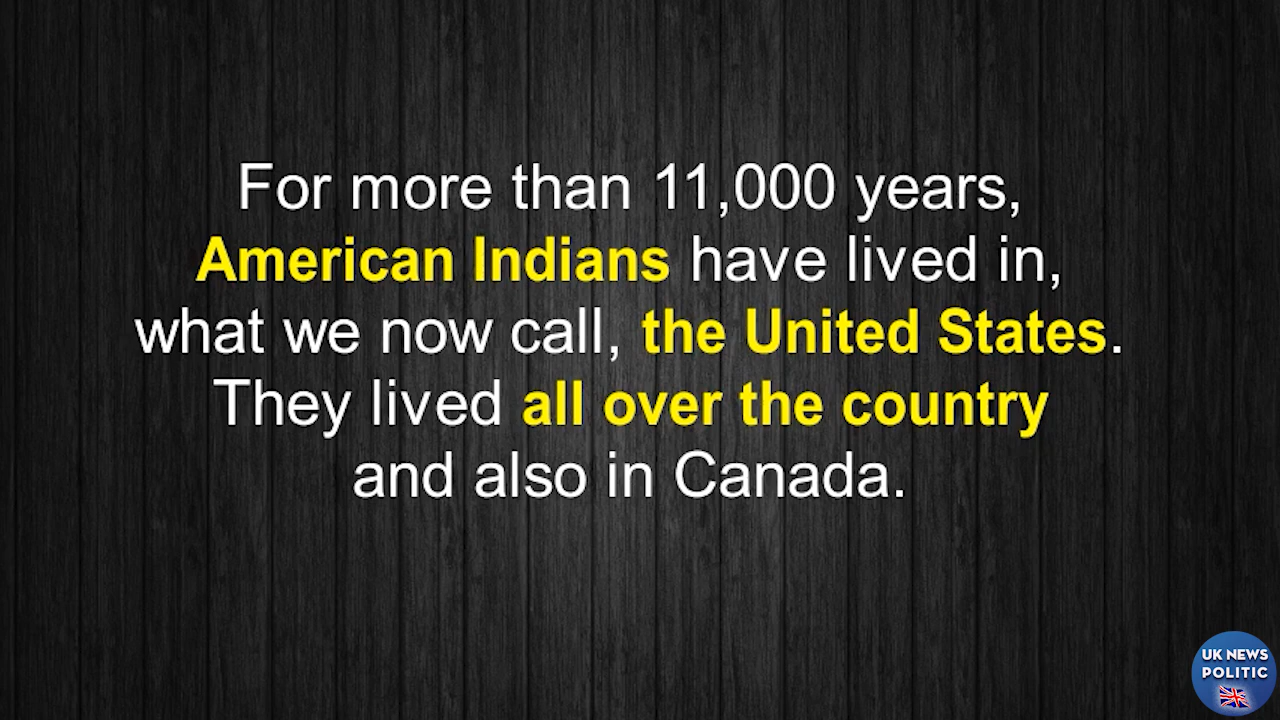 For more than 11,000 years,
American Indians have lived in,
what we now call, the United States.
They lived all over the country
and also in Canada.
UK NEWS
POLITIC